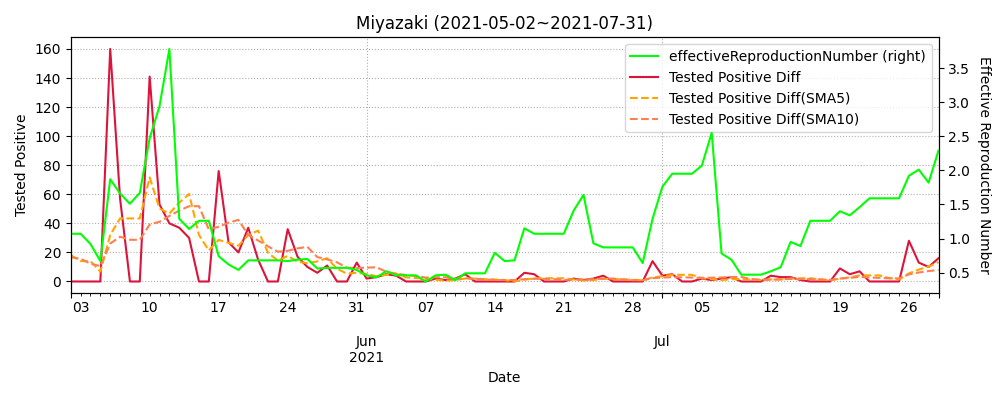 Miyazaki (2021-05-02~2021-07-31)
effectiveReproductionNumber (right)
Tested Positive Diff
Tested Positive Diff(SMA5)
Tested Positive Diff(SMA10)
Tested Positive
160
140
120
100
80
60
40
20
0
3.5
3.0
2.5
2.0
1.5
1.0
0.5
Effective Reproduction Number
03 10 17 24 31 07 14 21 28 05 12 19 26
Jun Jul
2021
Date